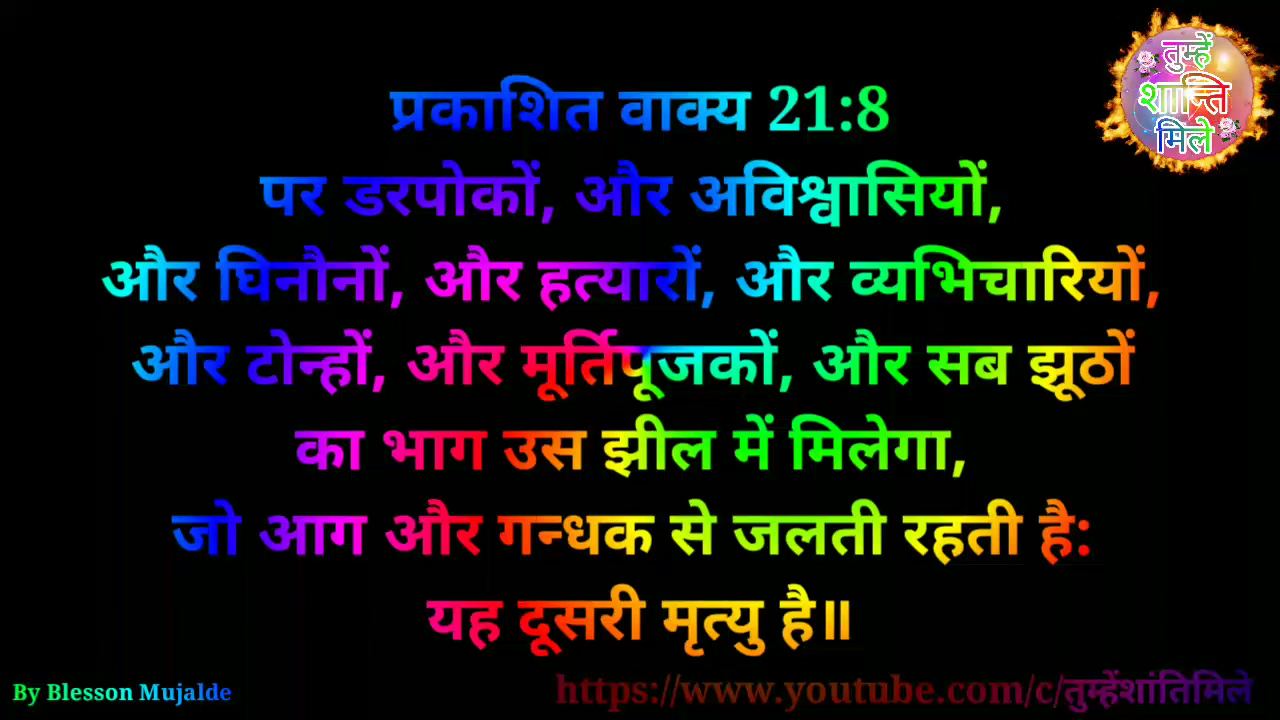 तुम्हें
शान्ति
मिले
प्रकाशित वाक्य 21:8
पर डरपोकों, और अविश्वासियों,
और घिनौनों, और हत्यारों, और व्यभिचारियों,
और टोन्हों, और मूर्तिपूजकों, और सब झूठों
का भाग उस झील में मिलेगा,
जो आग और गन्धक से जलती रहती है:
यह दूसरी मृत्यु है॥
By Blesson Mujalde
https://www.youtube.com/c/तुम्हेंशांतिमिले